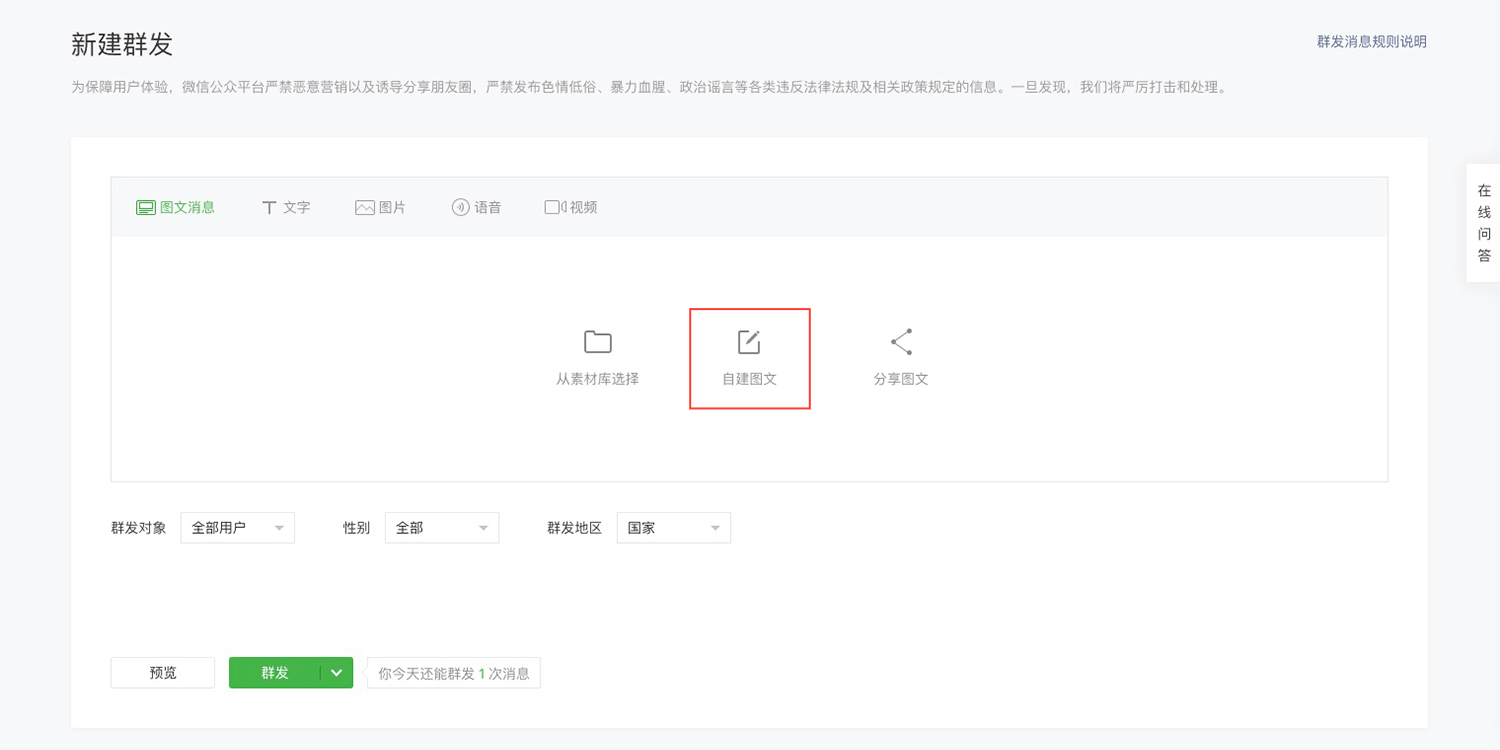 新建群发
群发消息规则说明
为保障用户体验，微信公众平台严禁恶意营销以及诱导分享朋友圈，严禁发布色情低俗、暴力血腥、政治谣言等各类违反法律法规及相关政策规定的信息。一旦发现，我们将严厉打击和处理。
图文消息 文字 图片 语音 视频
从素材库选择 自建图文 分享图文
群发对象 全部用户 性别 全部 群发地区 国家
预览 群发 你今天还能群发 1 次消息
在
线
问
答